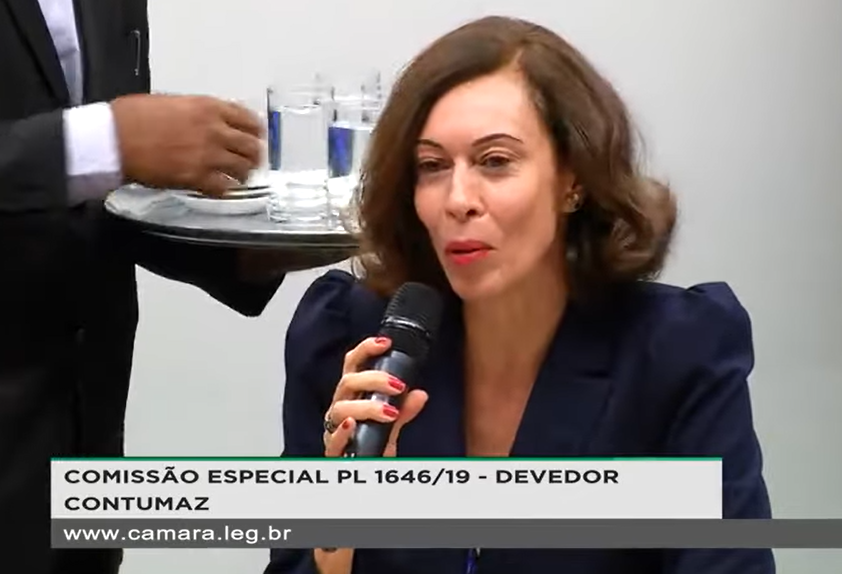 COMISSÃO ESPECIAL PL 1646/19 - DEVEDOR
CONTUMAZ
www.camara.leg.br